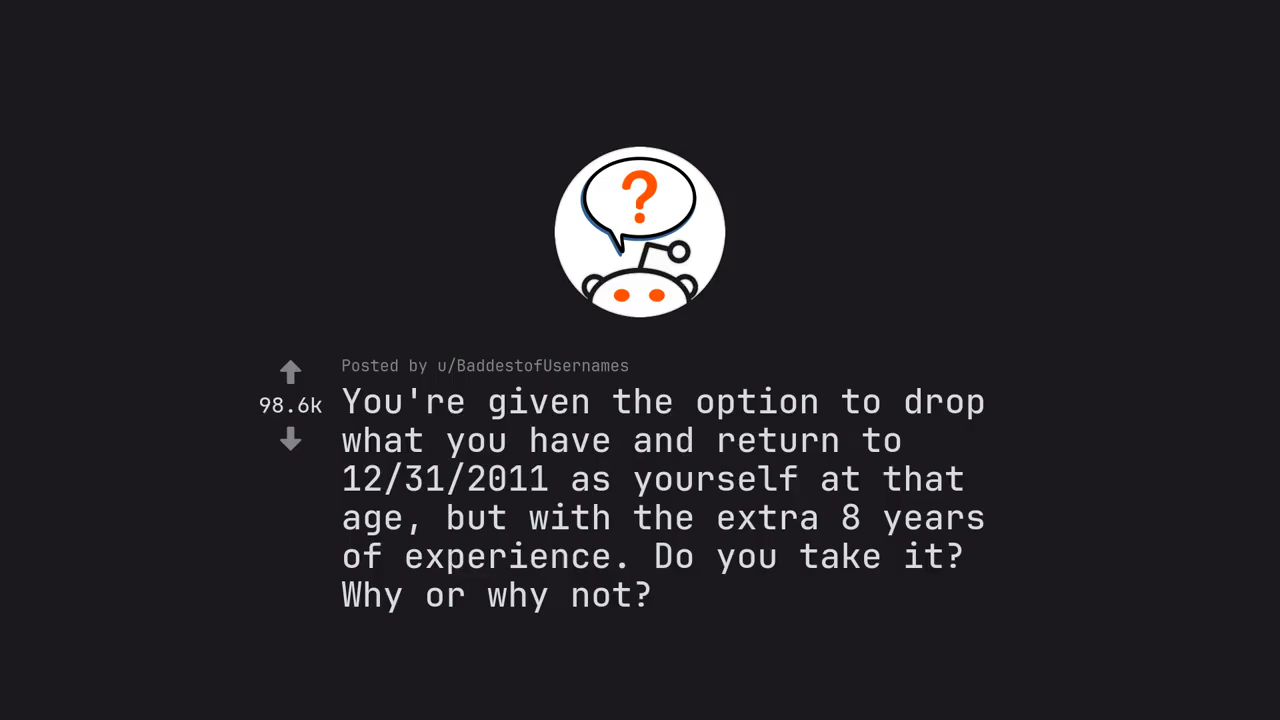 ?
Posted by u/BaddestofUsernames
98.6k
You're given the option to drop
what you have and return to
12/31/2011 as yourself at that
age, but with the extra 8 years
of experience. Do you take it?
Why or why not?